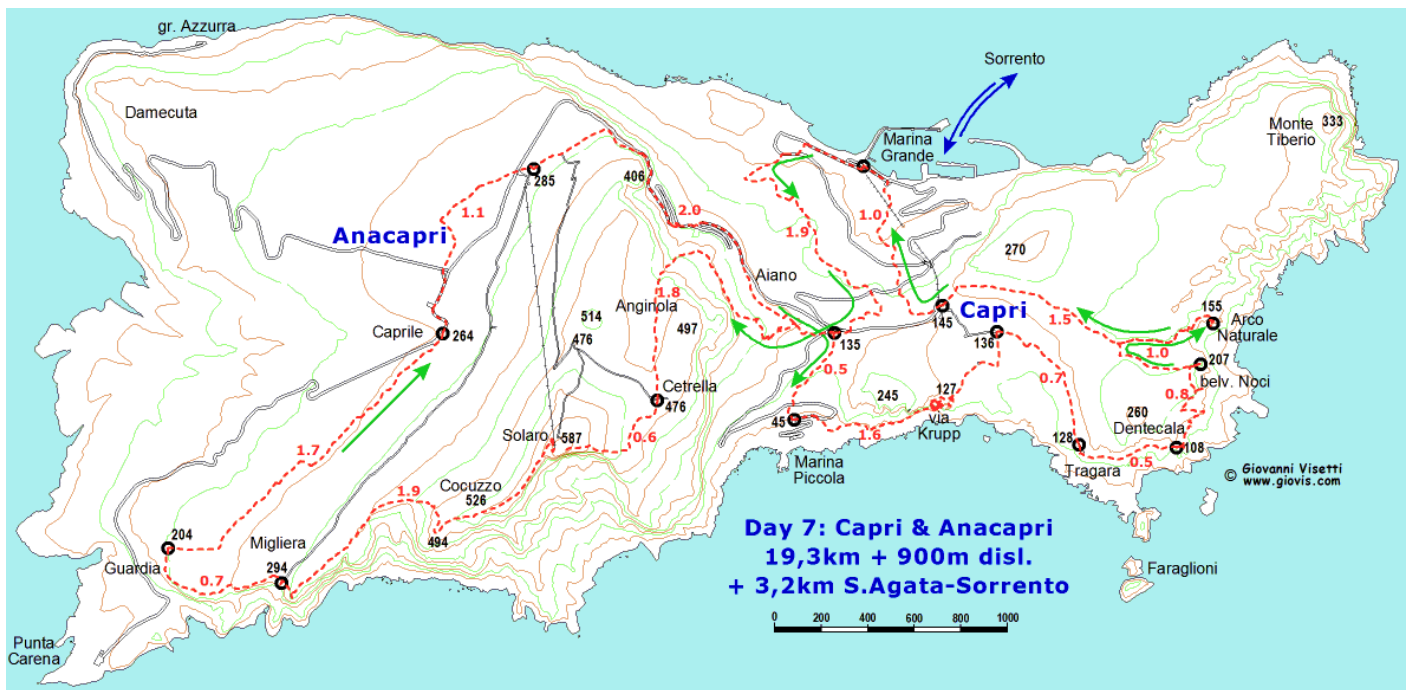 gr. Azzurra
Sorrento
Damecuta
Marina
Grande
Monte
Tiberio
333
285
406
1.1
2.0
1.0
Anacapri
1.9
270
Aiano
Caprile
264
1.8
Anginola
514
476
497
145
Capri
136
135
1.5
155
Arco
Naturale
1.0
207
belv. Noci
0.5
0.7
0.8
Cetrella
476
245
127
via
Krupp
260
Dentecala
108
Solaro
587
0.6
45
1.6
Marina
Piccola
128
Tragara
0.5
1.7
1.9
Cocuzzo
526
494
© Giovanni Visetti
www.giovis.com
204
Guardia
Migliera
294
0.7
Day 7: Capri & Anacapri
19,3km + 900m disl.
+ 3,2km S.Agata-Sorrento
Faraglioni
0 200 400 600 800 1000
Punta
Carena